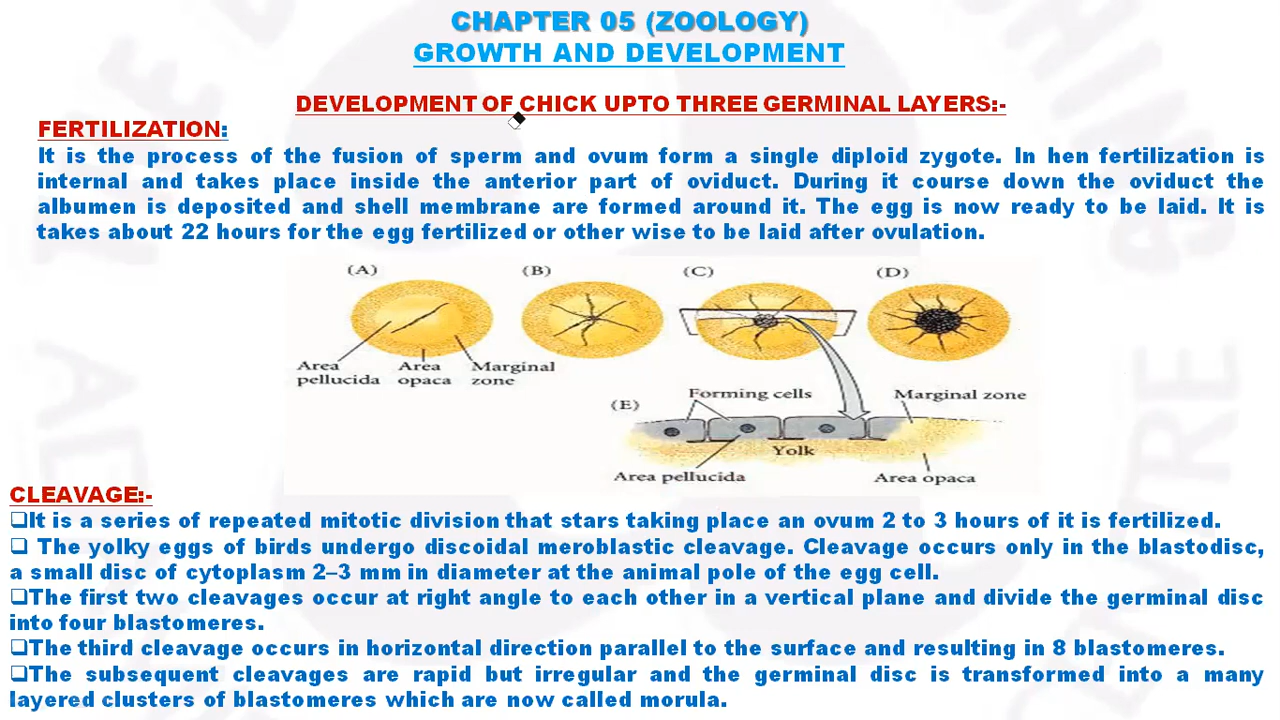 CHAPTER 05 (ZOOLOGY)
GROWTH AND DEVELOPMENT
DEVELOPMENT OF CHICK UPTO THREE GERMINAL LAYERS:-
FERTILIZATION:
It is the process of the fusion of sperm and ovum form a single diploid zygote. In hen fertilization is
internal and takes place inside the anterior part of oviduct. During it course down the oviduct the
albumen is deposited and shell membrane are formed around it. The egg is now ready to be laid. It is
takes about 22 hours for the egg fertilized or other wise to be laid after ovulation.
(A) (B) (C) (D)
Area pellucida
Area opaca
Marginal zone
(E)
Forming cells
Marginal zone
Yolk
Area pellucida
Area opaca
CLEAVAGE:-
❑It is a series of repeated mitotic division that stars taking place an ovum 2 to 3 hours of it is fertilized.
❑ The yolky eggs of birds undergo discoidal meroblastic cleavage. Cleavage occurs only in the blastodisc,
a small disc of cytoplasm 2–3 mm in diameter at the animal pole of the egg cell.
❑The first two cleavages occur at right angle to each other in a vertical plane and divide the germinal disc
into four blastomeres.
❑The third cleavage occurs in horizontal direction parallel to the surface and resulting in 8 blastomeres.
❑The subsequent cleavages are rapid but irregular and the germinal disc is transformed into a many
layered clusters of blastomeres which are now called morula.